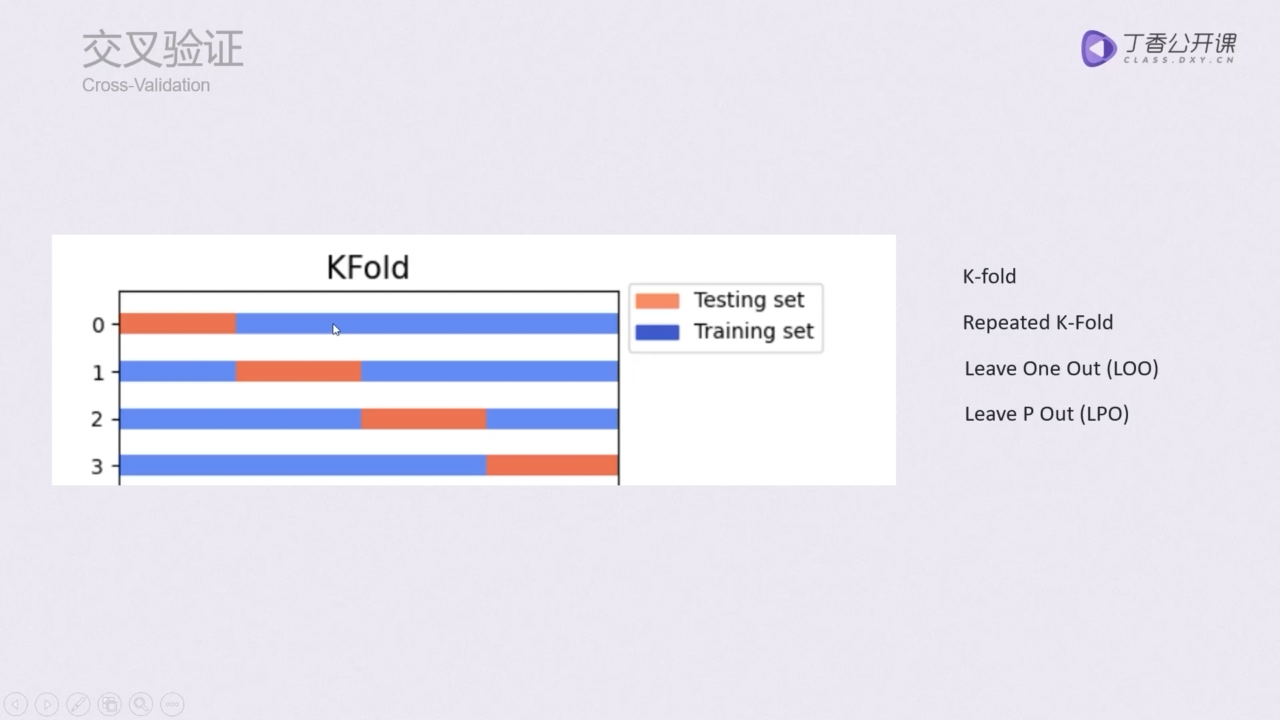 交叉验证
Cross-Validation
丁香公开课
CLASS.DXY.CN
KFold
Testing set
Training set
0
1
2
3
K-fold
Repeated K-Fold
Leave One Out (LOO)
Leave P Out (LPO)